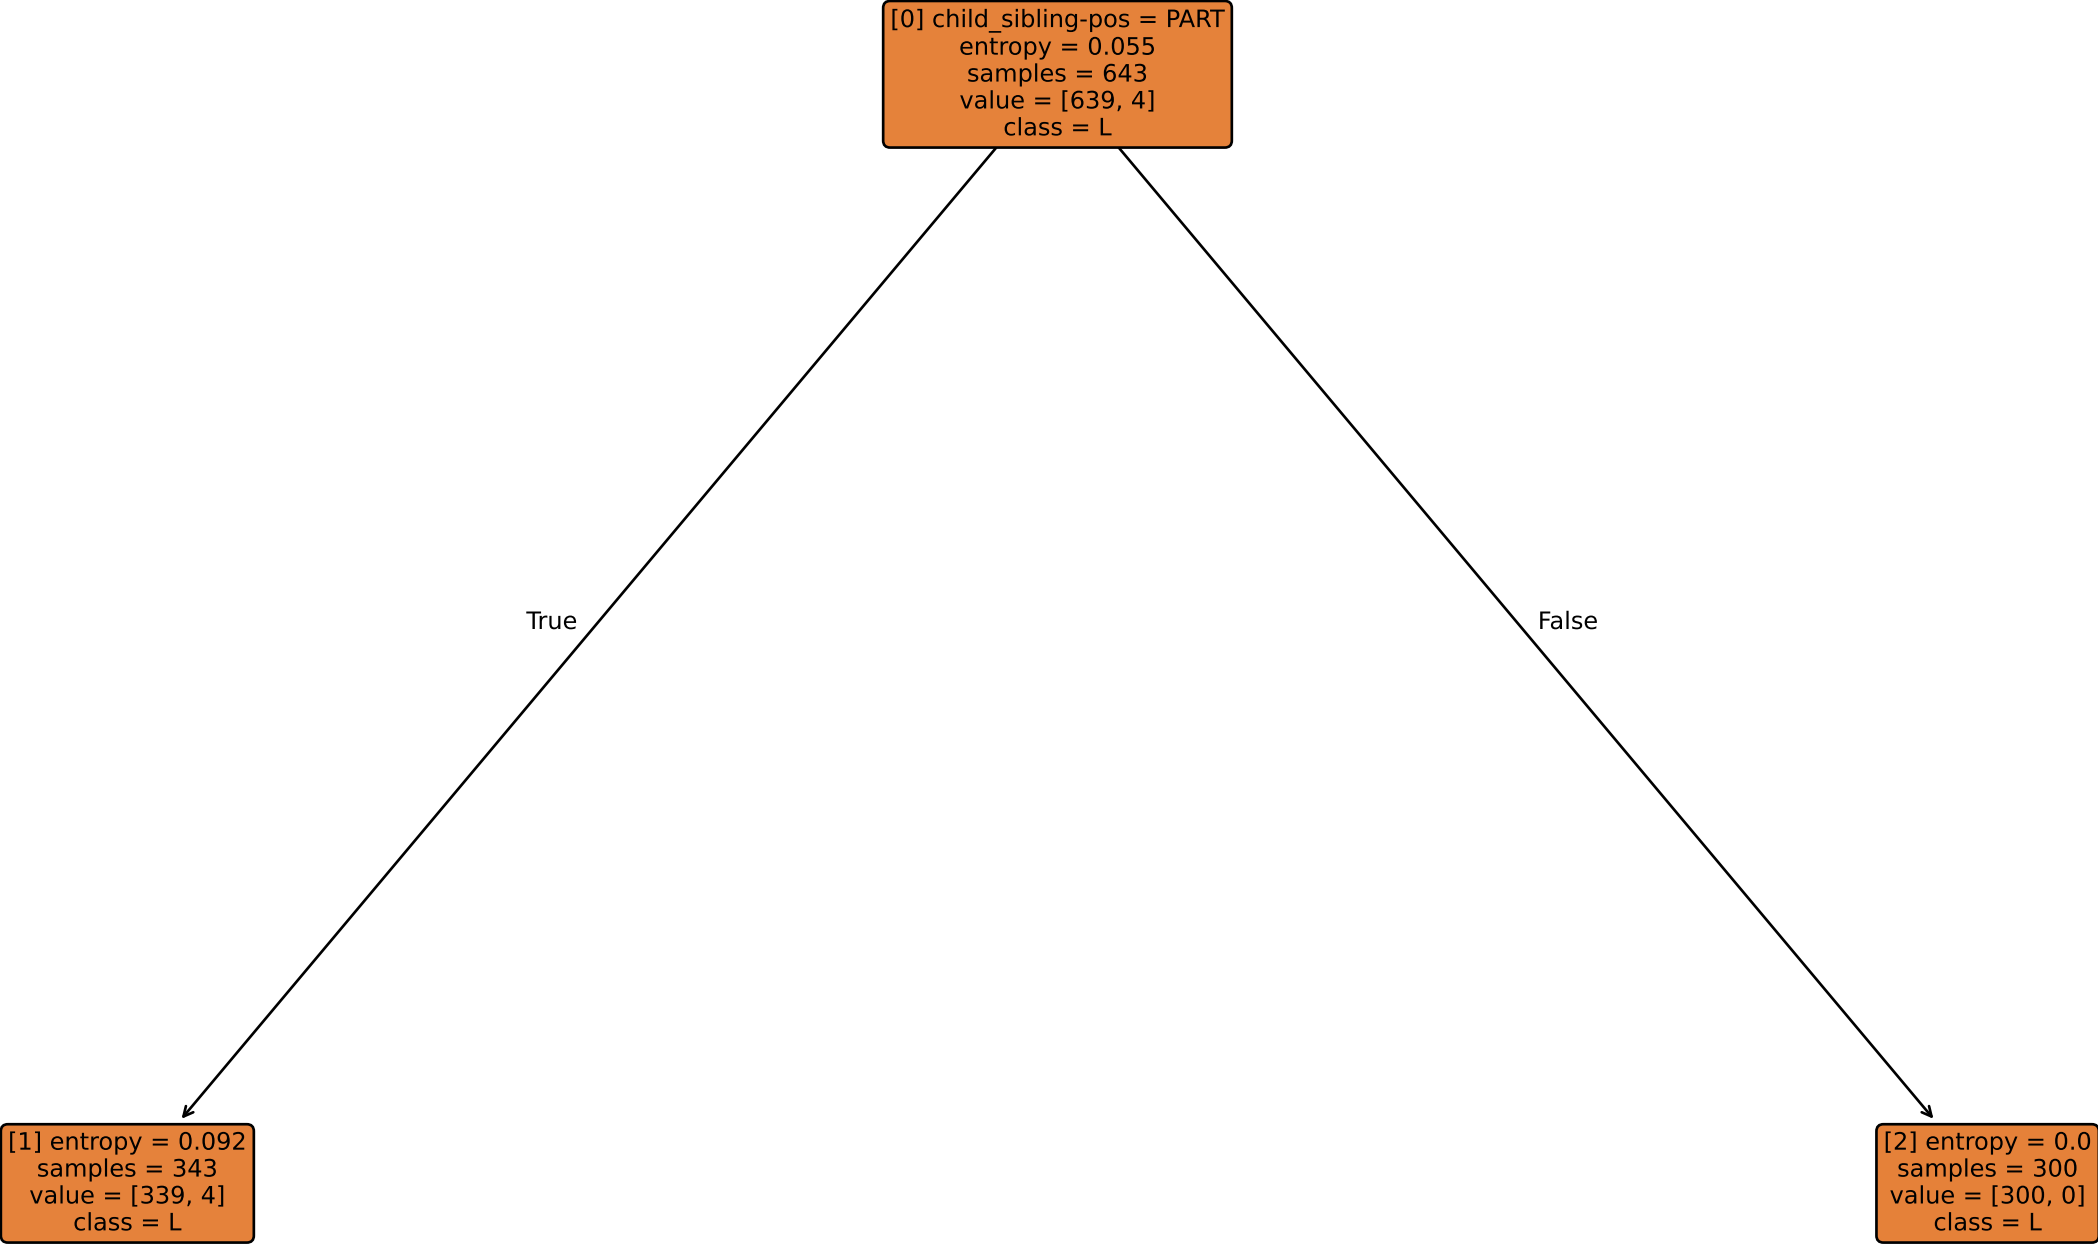 [0] child_sibling-pos = PART
entropy = 0.055
samples = 643
value = [639, 4]
class = L
True
False
[1] entropy = 0.092
samples = 343
value = [339, 4]
class = L
[2] entropy = 0.0
samples = 300
value = [300, 0]
class = L